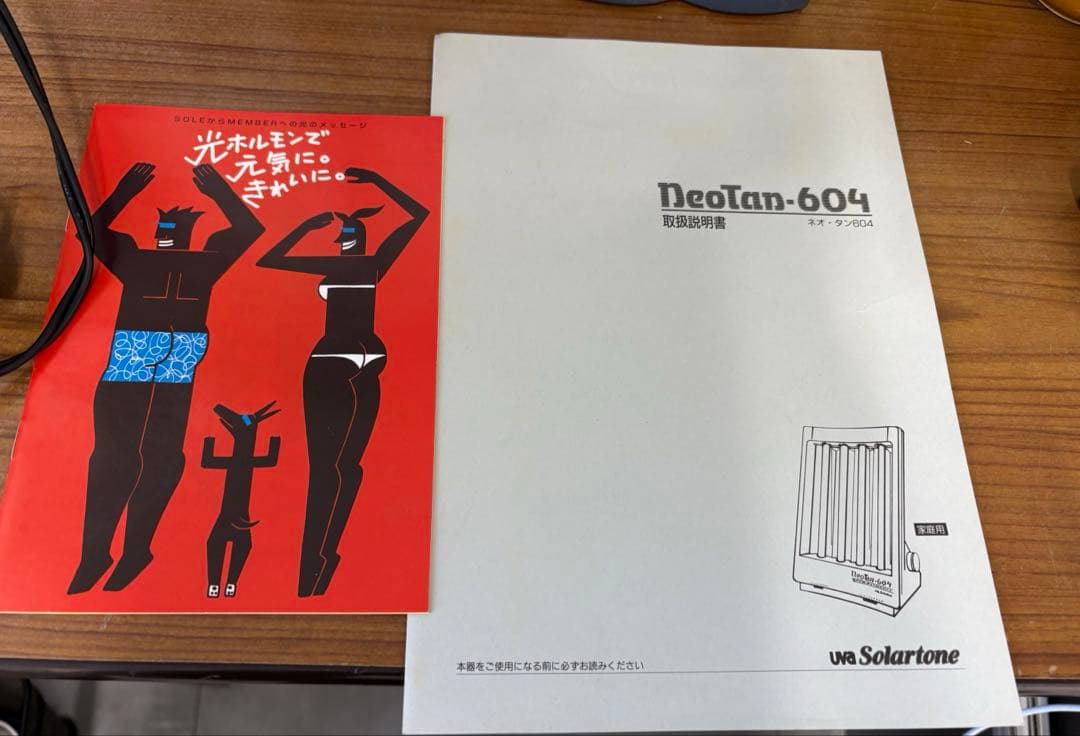 SOLEからMEMBERへの光のメッセージ
光ホルモンで
元気に。
きれいに。
NeoTan-604
取扱説明書
ネオ・タン604
家庭用
NeoTan-604
本器をご使用になる前に必ずお読みください
UVA Solartone